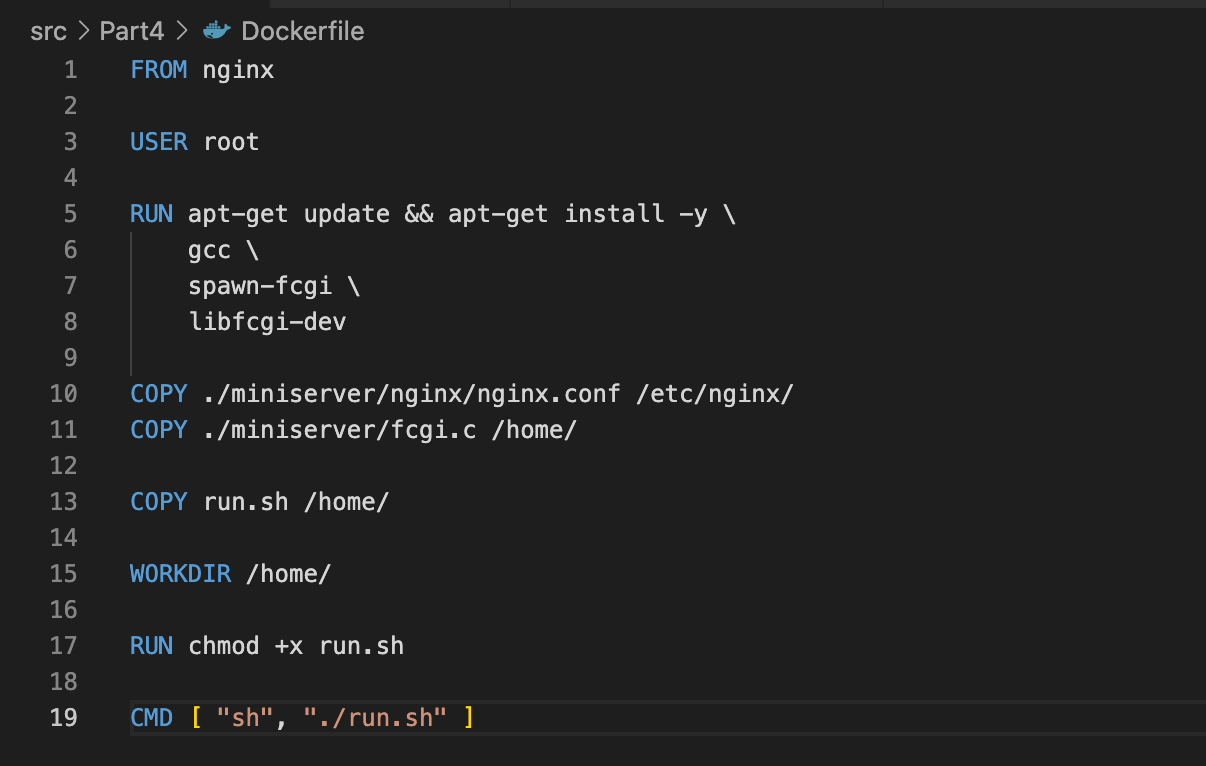 src > Part4 > Dockerfile
1 FROM nginx
2
3 USER root
4
5 RUN apt-get update && apt-get install -y \
6     gcc \
7     spawn-fcgi \
8     libfcgi-dev
9
10 COPY ./miniserver/nginx/nginx.conf /etc/nginx/
11 COPY ./miniserver/fcgi.c /home/
12
13 COPY run.sh /home/
14
15 WORKDIR /home/
16
17 RUN chmod +x run.sh
18
19 CMD [ "sh", "./run.sh" ]